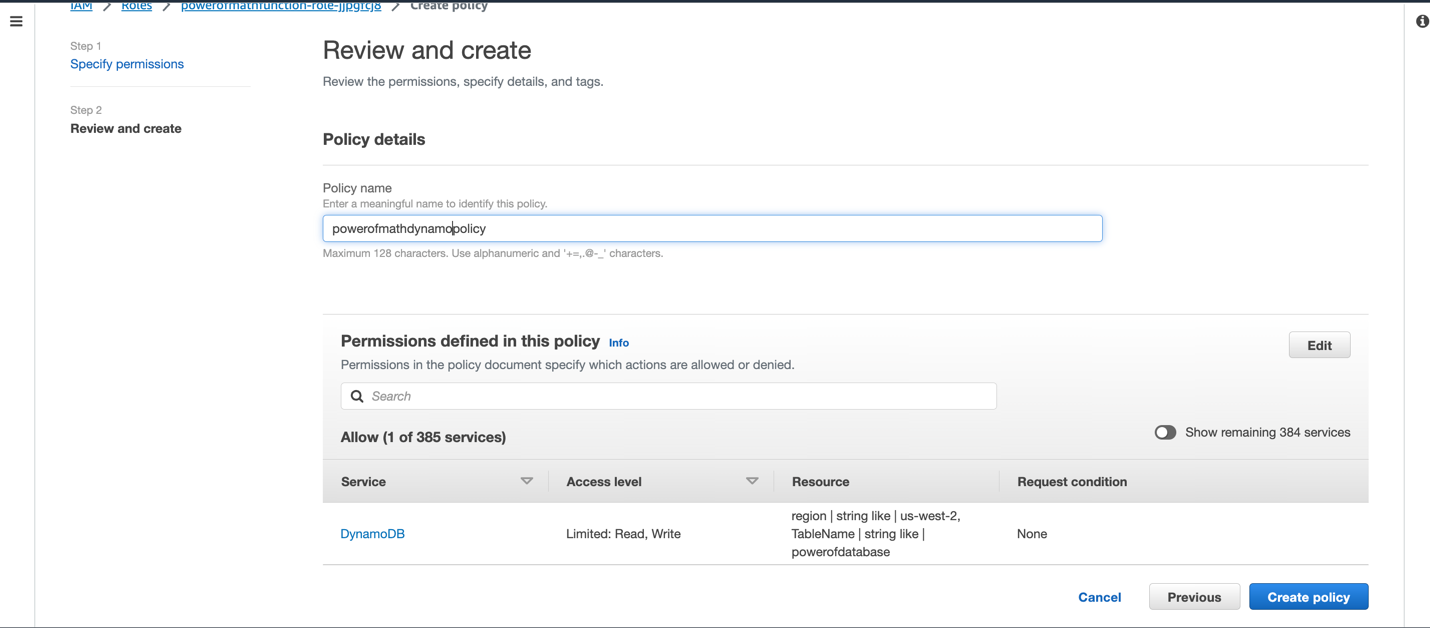 IAM > Roles > powerofmathfunction-role-jjpgfcj8 > Create policy
Step 1
Specify permissions
Step 2
Review and create
Review and create
Review the permissions, specify details, and tags.
Policy details
Policy name
Enter a meaningful name to identify this policy.
powerofmathdynamopolicy
Maximum 128 characters. Use alphanumeric and '+=,.@-_' characters.
Permissions defined in this policy Info
Edit
Permissions in the policy document specify which actions are allowed or denied.
Search
Allow (1 of 385 services)
Show remaining 384 services
Service Access level Resource Request condition
DynamoDB
Limited: Read, Write
region | string like | us-west-2,
TableName | string like |
powerofdatabase
None
Cancel Previous Create policy